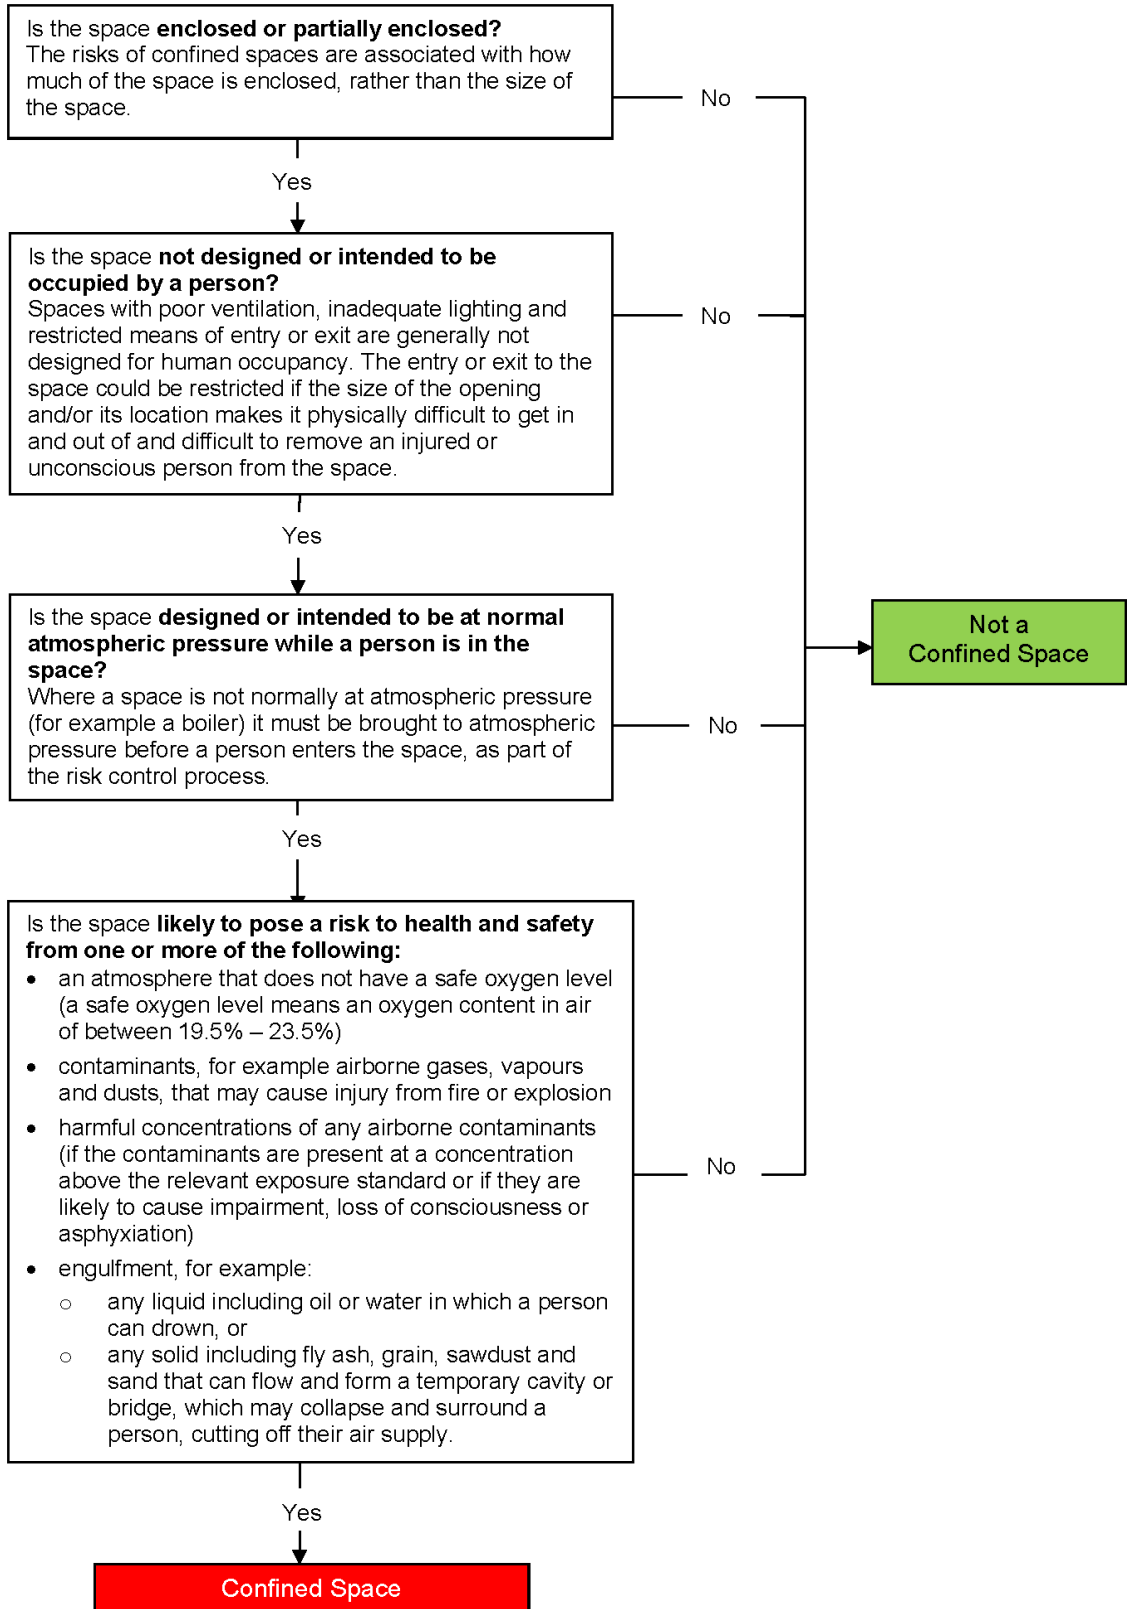 Is the space enclosed or partially enclosed?
The risks of confined spaces are associated with how
much of the space is enclosed, rather than the size of
the space.
No
Yes
Is the space not designed or intended to be
occupied by a person?
Spaces with poor ventilation, inadequate lighting and
restricted means of entry or exit are generally not
designed for human occupancy. The entry or exit to the
space could be restricted if the size of the opening
and/or its location makes it physically difficult to get in
and out of and difficult to remove an injured or
unconscious person from the space.
No
Yes
Is the space designed or intended to be at normal
atmospheric pressure while a person is in the
space?
Where a space is not normally at atmospheric pressure
(for example a boiler) it must be brought to atmospheric
pressure before a person enters the space, as part of
the risk control process.
No
Not a
Confined Space
Yes
Is the space likely to pose a risk to health and safety
from one or more of the following:
• an atmosphere that does not have a safe oxygen level
(a safe oxygen level means an oxygen content in air
of between 19.5% – 23.5%)
• contaminants, for example airborne gases, vapours
and dusts, that may cause injury from fire or explosion
• harmful concentrations of any airborne contaminants
(if the contaminants are present at a concentration
above the relevant exposure standard or if they are
likely to cause impairment, loss of consciousness or
asphyxiation)
• engulfment, for example:
o any liquid including oil or water in which a person
can drown, or
o any solid including fly ash, grain, sawdust and
sand that can flow and form a temporary cavity or
bridge, which may collapse and surround a
person, cutting off their air supply.
No
Yes
Confined Space